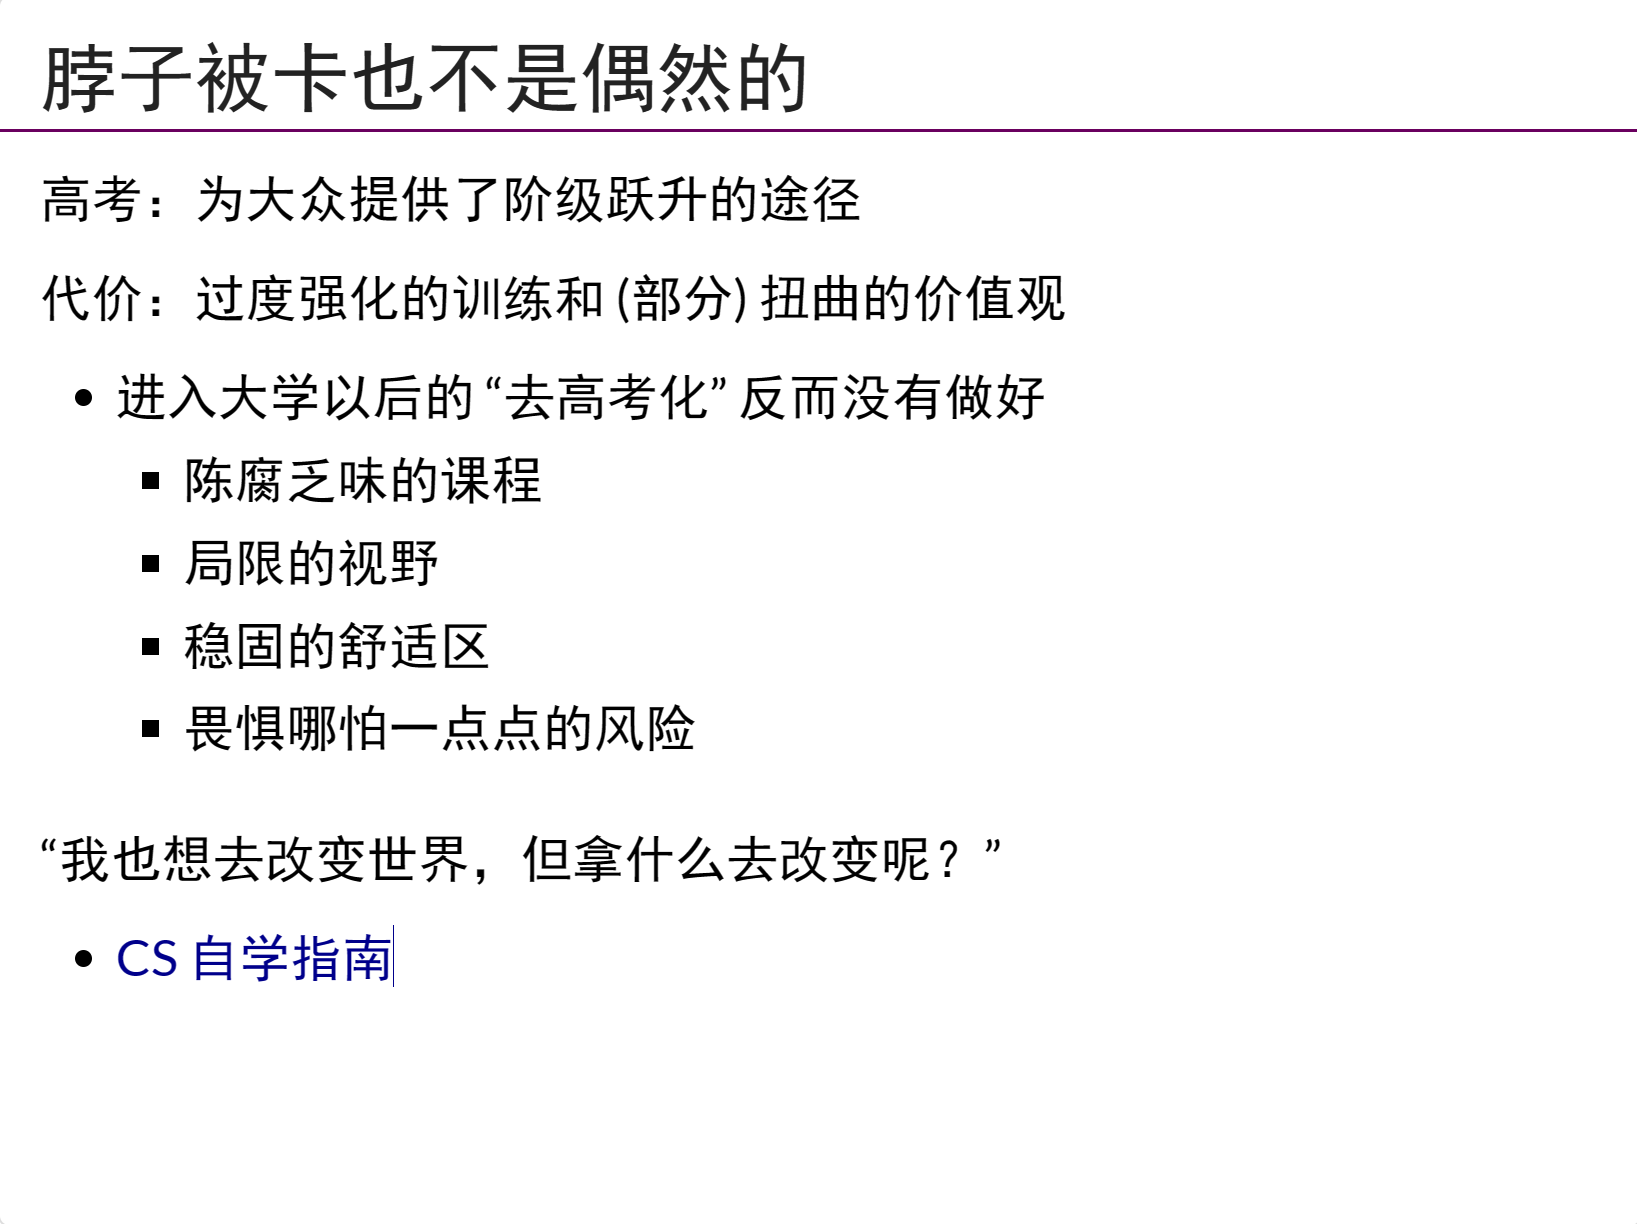 脖子被卡也不是偶然的
高考：为大众提供了阶级跃升的途径
代价：过度强化的训练和 (部分) 扭曲的价值观
• 进入大学以后的 “去高考化” 反而没有做好
▪ 陈腐乏味的课程
▪ 局限的视野
▪ 稳固的舒适区
▪ 畏惧哪怕一点点的风险
“我也想去改变世界，但拿什么去改变呢？”
• CS 自学指南